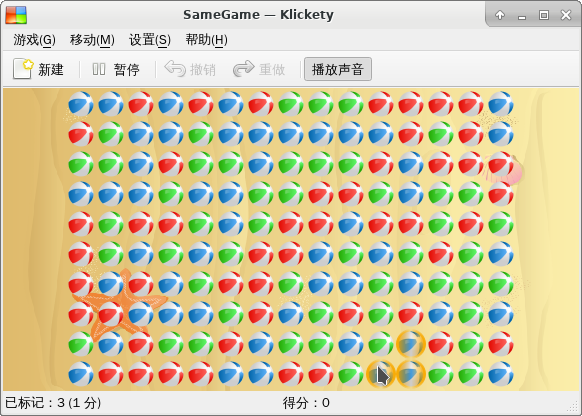 SameGame — Klickety
游戏(G) 移动(M) 设置(S) 帮助(H)
新建 暂停 撤销 重做 播放声音
已标记：3 (1 分) 得分：0